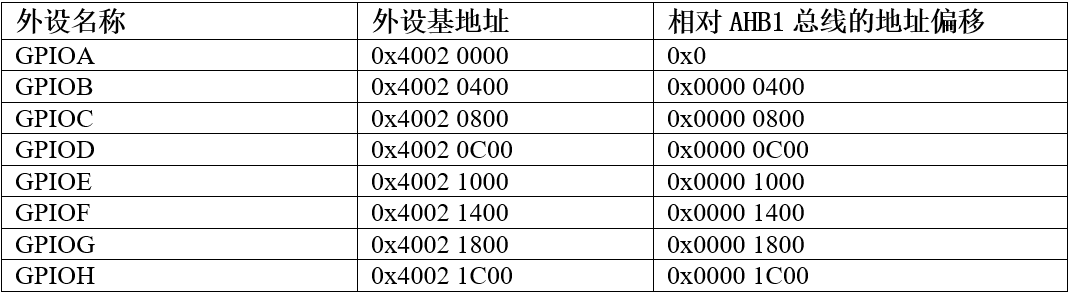 外设名称 外设基地址 相对 AHB1 总线的地址偏移
GPIOA 0x4002 0000 0x0
GPIOB 0x4002 0400 0x0000 0400
GPIOC 0x4002 0800 0x0000 0800
GPIOD 0x4002 0C00 0x0000 0C00
GPIOE 0x4002 1000 0x0000 1000
GPIOF 0x4002 1400 0x0000 1400
GPIOG 0x4002 1800 0x0000 1800
GPIOH 0x4002 1C00 0x0000 1C00